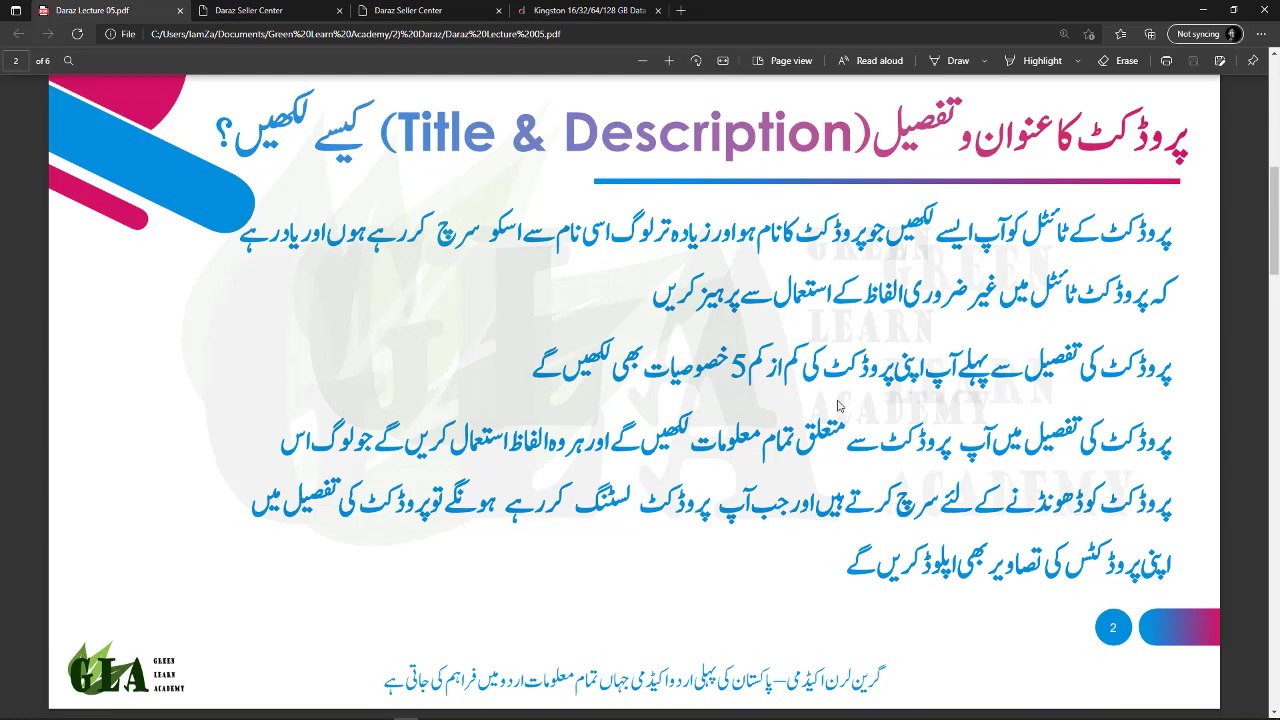 Daraz Lecture 05.pdf
Daraz Seller Center
Daraz Seller Center
Kingston 16/32/64/128 GB Data
File
C:/Users/IamZa/Documents/Green%20Learn%20Academy/2)%20Daraz/Daraz%20Lecture%2005.pdf
Not syncing
2 of 6
Page view
Read aloud
Draw
Highlight
Erase
پروڈکٹ کا عنوان و تفصیل (Title & Description) کیسے لکھیں؟
پروڈکٹ کے ٹائٹل کو آپ ایسے لکھیں جو پروڈکٹ کا نام ہو اور زیادہ تر لوگ اسی نام سے اسکو سرچ کر رہے ہوں اور یاد رہے
کہ پروڈکٹ ٹائٹل میں غیر ضروری الفاظ کے استعمال سے پرہیز کریں
پروڈکٹ کی تفصیل سے پہلے آپ اپنی پروڈکٹ کی کم از کم 5 خصوصیات بھی لکھیں گے
پروڈکٹ کی تفصیل میں آپ پروڈکٹ سے متعلق تمام معلومات لکھیں گے اور ہر وہ الفاظ استعمال کریں گے جو لوگ اس
پروڈکٹ کو ڈھونڈنے کے لئے سرچ کرتے ہیں اور جب آپ پروڈکٹ لسٹنگ کر رہے ہونگے تو پروڈکٹ کی تفصیل میں
اپنی پروڈکٹس کی تصاویر بھی اپلوڈ کریں گے
GREEN
LEARN
ACADEMY
2
GLA
GREEN
LEARN
ACADEMY
گرین لرن اکیڈمی – پاکستان کی پہلی اردو اکیڈمی جہاں تمام معلومات اردو میں فراہم کی جاتی ہے